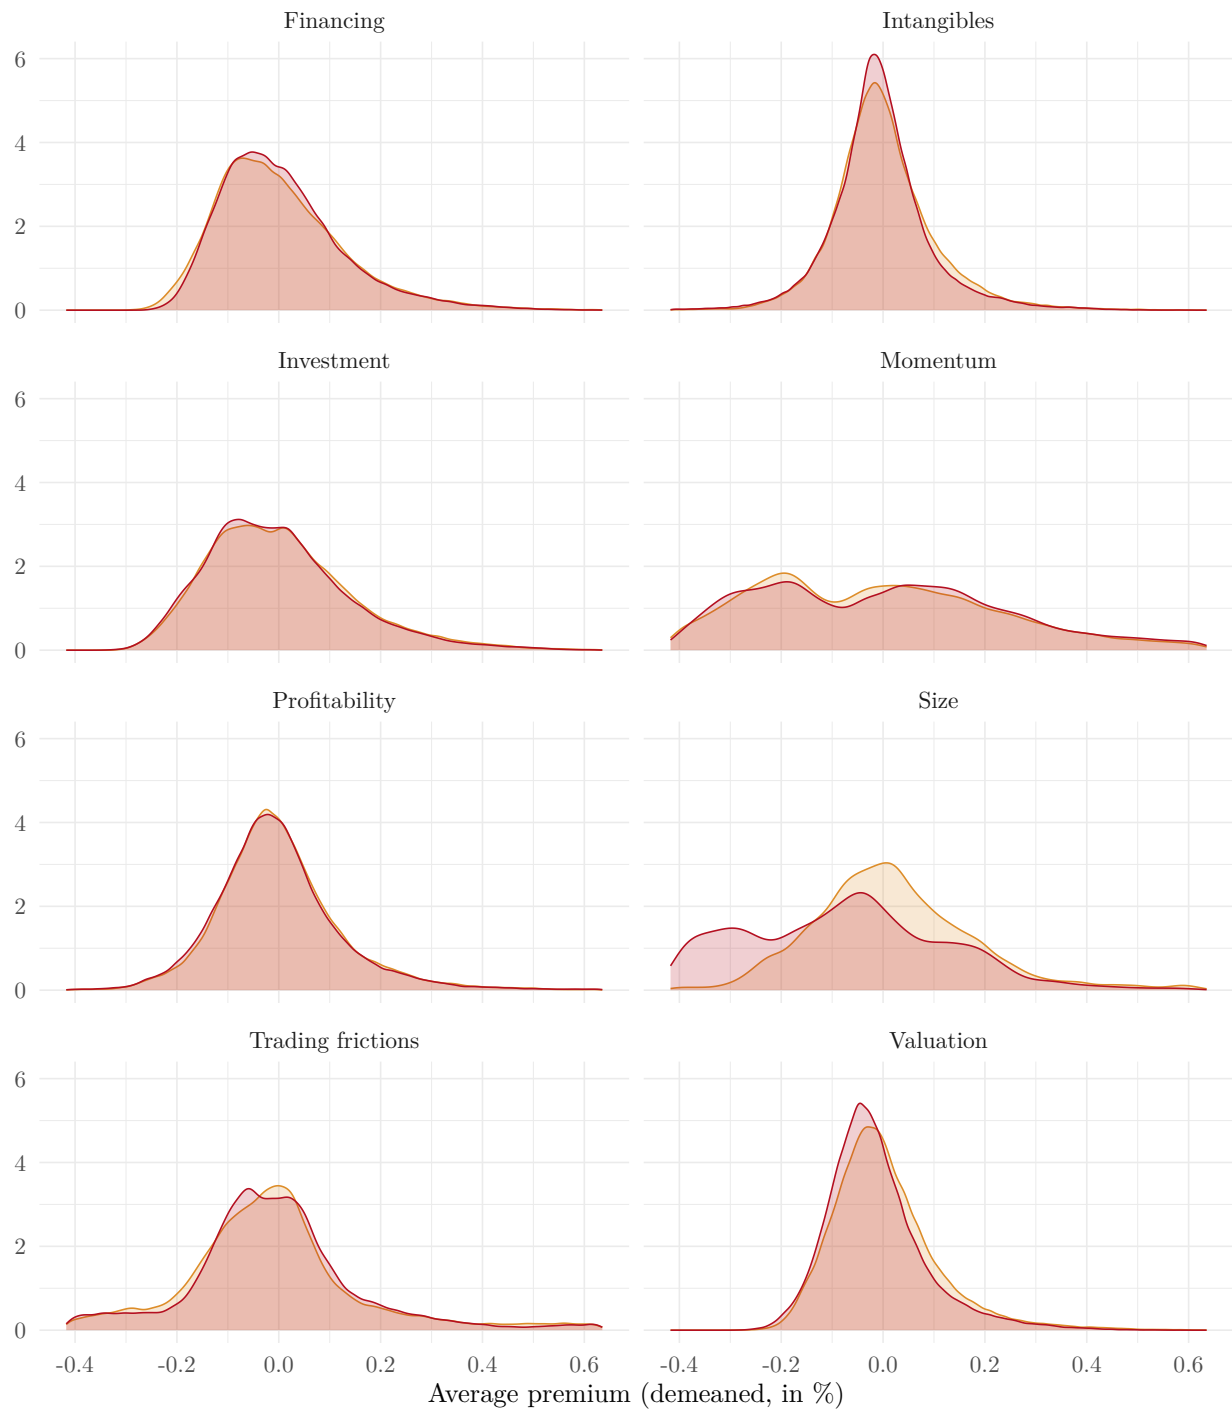 Financing Intangibles
6
4
2
0
Investment Momentum
6
4
2
0
Profitability Size
6
4
2
0
Trading frictions Valuation
6
4
2
0
-0.4 -0.2 0.0 0.2 0.4 0.6 -0.4 -0.2 0.0 0.2 0.4 0.6
Average premium (demeaned, in %)